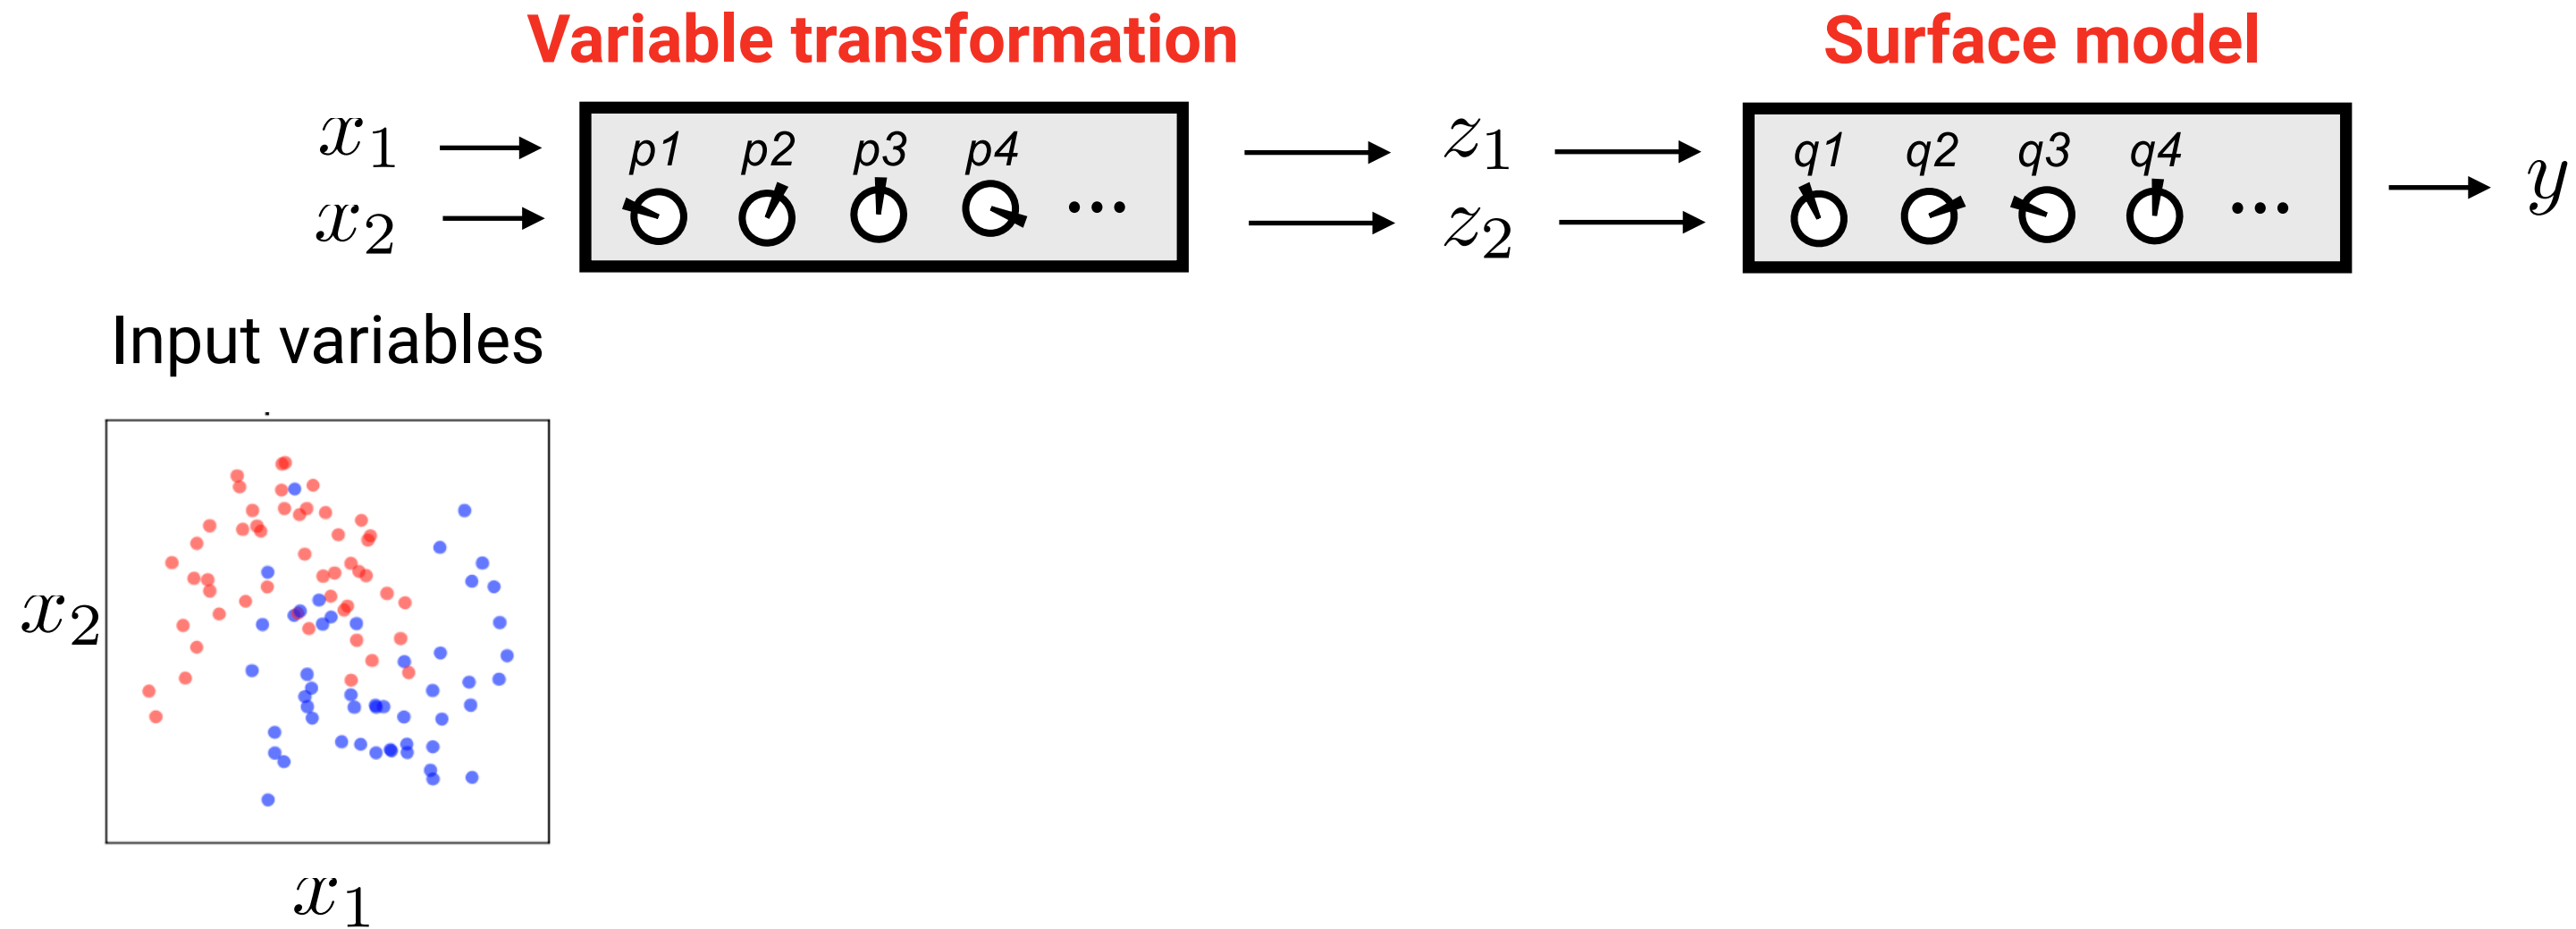 Variable transformation
Surface model
x1
x2
p1 p2 p3 p4 ...
z1
z2
q1 q2 q3 q4 ...
y
Input variables
x2
x1